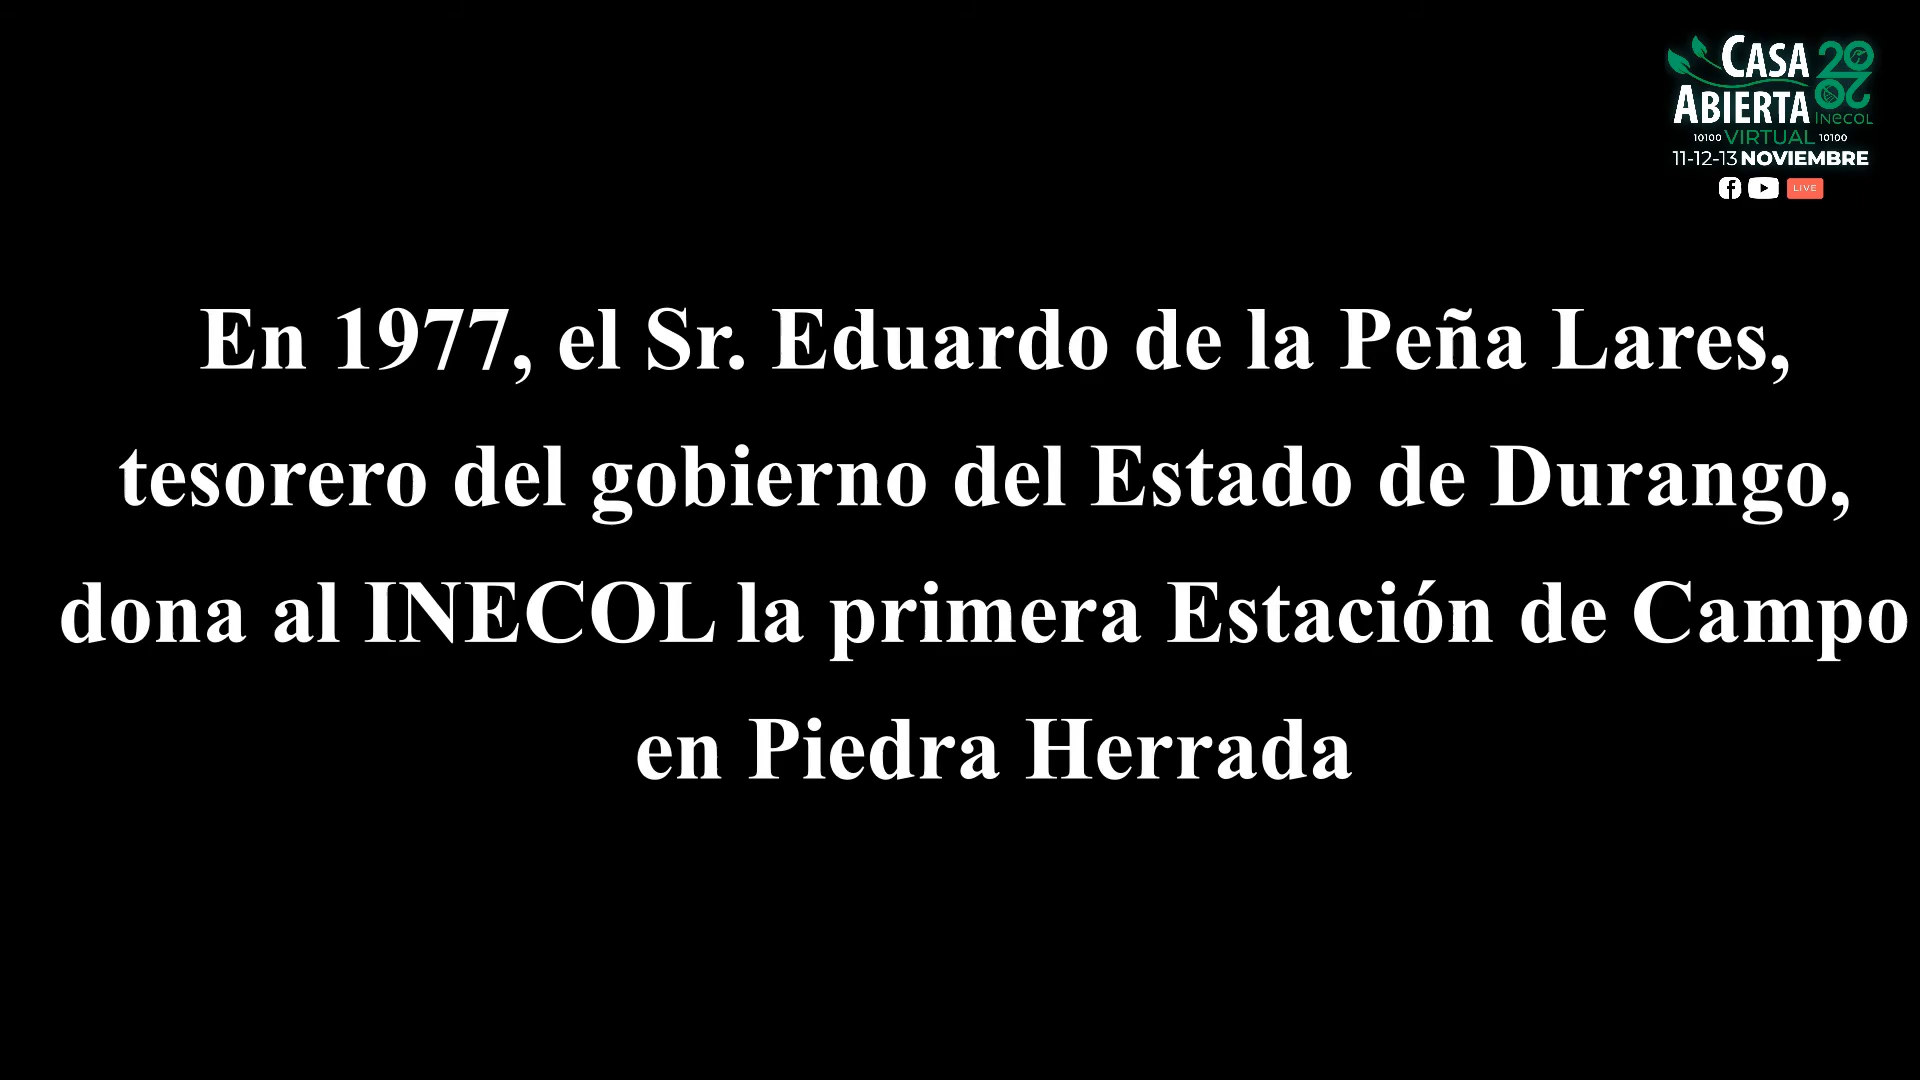 CASA 20
ABIERTA 20
INECOL
10100 VIRTUAL 10100
11-12-13 NOVIEMBRE
LIVE
En 1977, el Sr. Eduardo de la Peña Lares,
tesorero del gobierno del Estado de Durango,
dona al INECOL la primera Estación de Campo
en Piedra Herrada